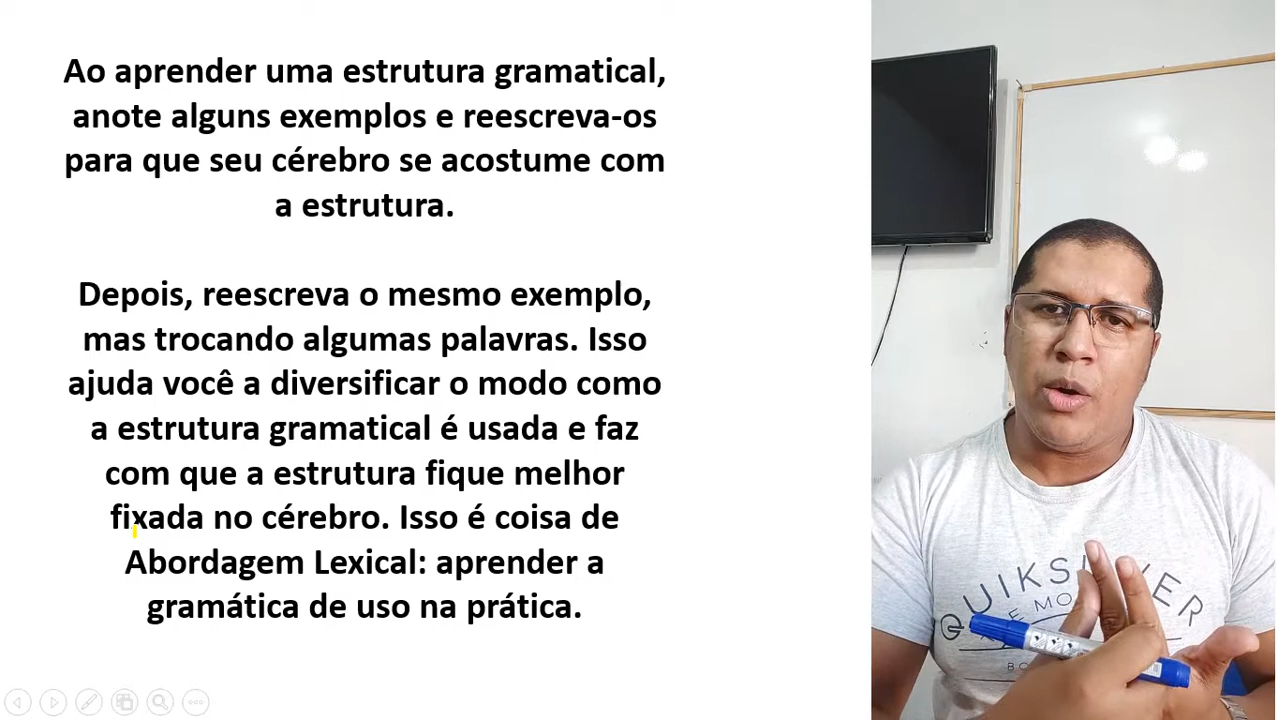 Ao aprender uma estrutura gramatical,
anote alguns exemplos e reescreva-os
para que seu cérebro se acostume com
a estrutura.
Depois, reescreva o mesmo exemplo,
mas trocando algumas palavras. Isso
ajuda você a diversificar o modo como
a estrutura gramatical é usada e faz
com que a estrutura fique melhor
fixada no cérebro. Isso é coisa de
Abordagem Lexical: aprender a
gramática de uso na prática.